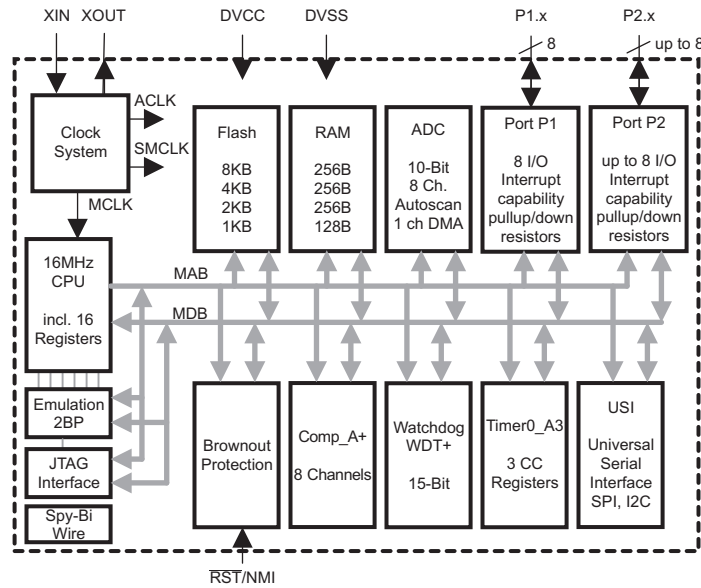 XIN XOUT DVCC DVSS P1.x P2.x
8 up to 8
Clock
System
ACLK
SMCLK
MCLK
Flash
8KB
4KB
2KB
1KB
RAM
256B
256B
256B
128B
ADC
10-Bit
8 Ch.
Autoscan
1 ch DMA
Port P1
8 I/O
Interrupt
capability
pullup/down
resistors
Port P2
up to 8 I/O
Interrupt
capability
pullup/down
resistors
16MHz
CPU
incl. 16
Registers
MAB
MDB
Emulation
2BP
JTAG
Interface
Spy-Bi
Wire
Brownout
Protection
Comp_A+
8 Channels
Watchdog
WDT+
15-Bit
Timer0_A3
3 CC
Registers
USI
Universal
Serial
Interface
SPI, I2C
RST/NMI